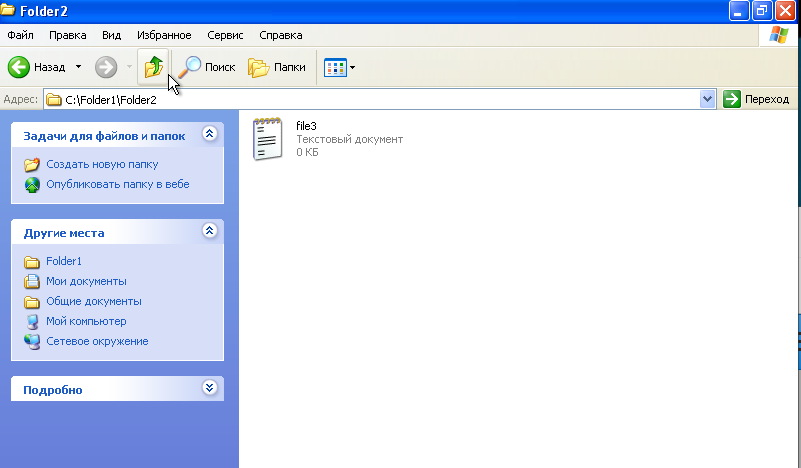 Folder2
Файл Правка Вид Избранное Сервис Справка
Назад Поиск Папки
Адрес: C:\Folder1\Folder2 Переход
Задачи для файлов и папок
Создать новую папку
Опубликовать папку в вебе
Другие места
Folder1
Мои документы
Общие документы
Мой компьютер
Сетевое окружение
Подробно
file3
Текстовый документ
0 КБ